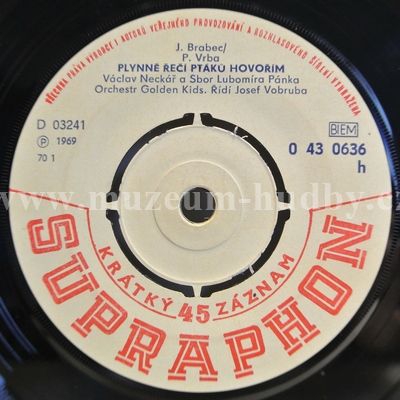 VŠECHNA PRÁVA VÝROBCE I AUTORŮ VEŘEJNÉHO PROVOZOVÁNÍ A ROZHLASOVÉHO ŠÍŘENÍ VYHRAŽENA
J. Brabec/
P. Vrba
PLYNNĚ ŘEČÍ PTÁKŮ HOVOŘÍM
Václav Neckář a Sbor Lubomíra Pánka
Orchestr Golden Kids. Řídí Josef Vobruba
D 03241
℗ 1969
70 1
BIEM
0 43 0636
h
www.muzeum-hudby.cz
KRÁTKÝ 45 ZÁZNAM
SUPRAPHON